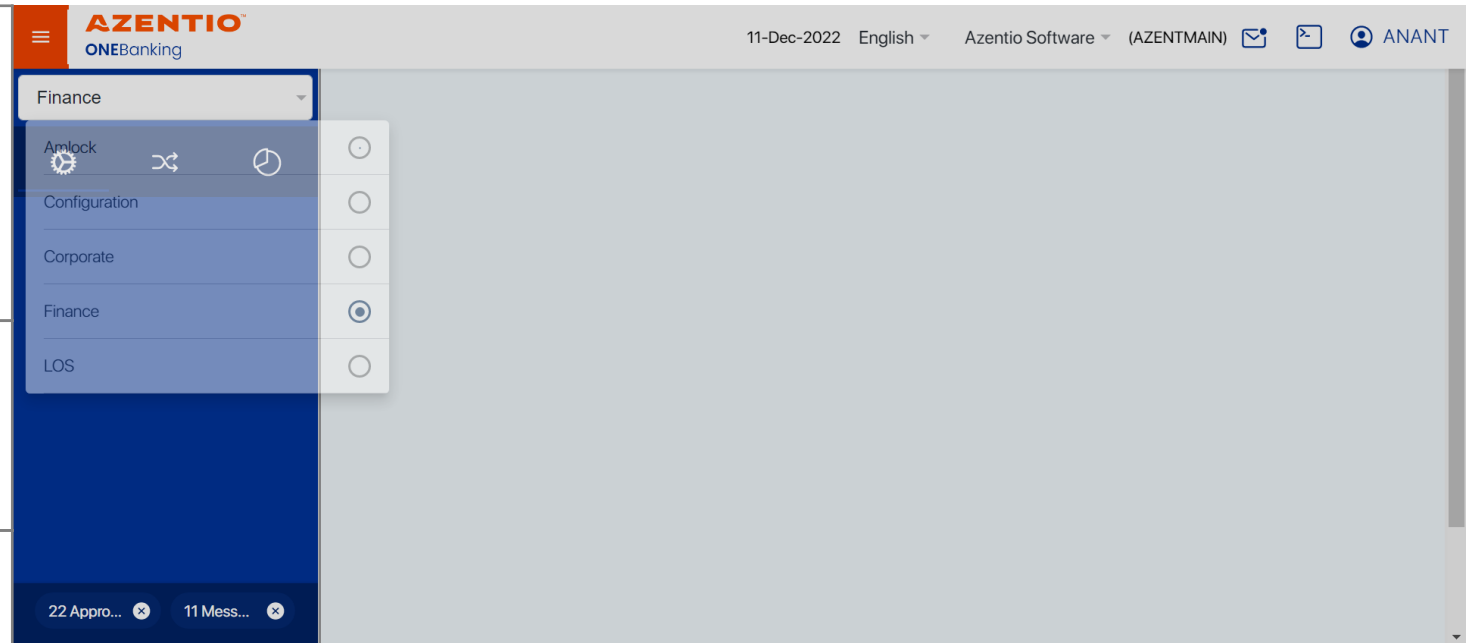 AZENTIO™
ONEBanking
11-Dec-2022 English Azentio Software (AZENTMAIN) ANANT
Finance
Amlock
Configuration
Corporate
Finance
LOS
22 Appro... 11 Mess...